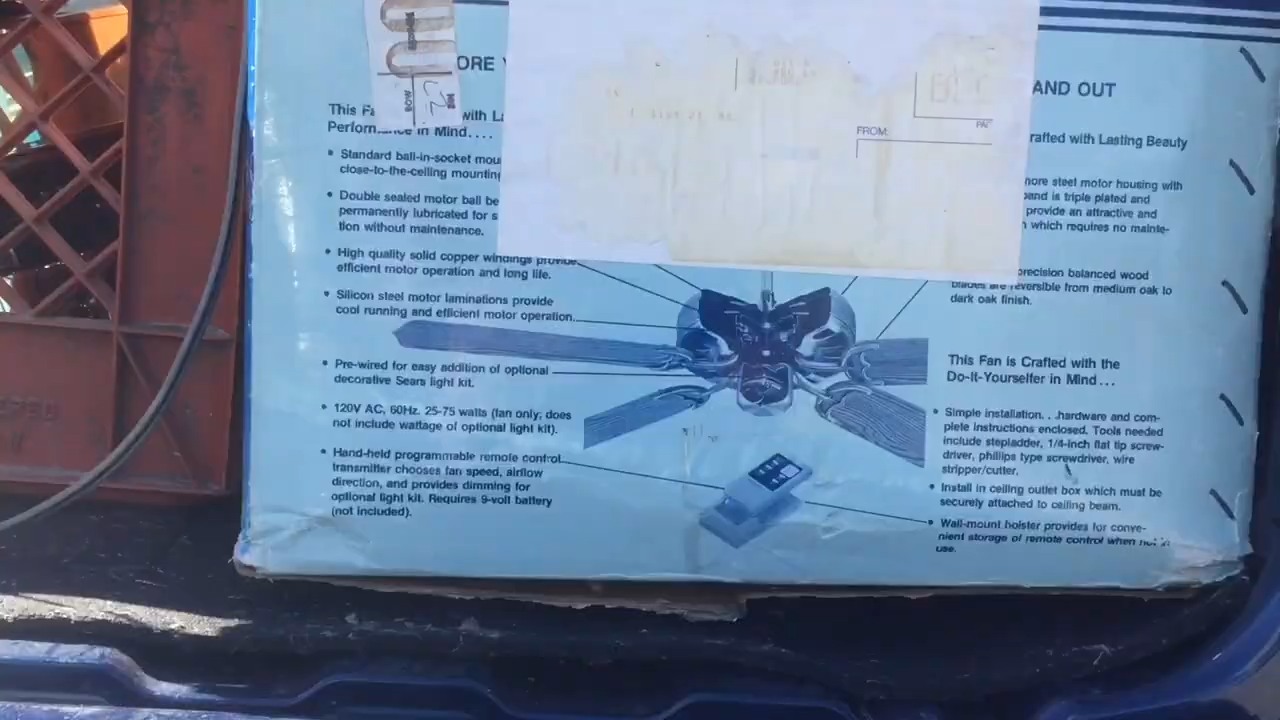 ORE
This Fa with La
Performance in Mind....
• Standard ball-in-socket mou
close-to-the-ceiling mounting
• Double sealed motor ball be
permanently lubricated for s
tion without maintenance.
• High quality solid copper windings provide
efficient motor operation and long life.
• Silicon steel motor laminations provide
cool running and efficient motor operation.
• Pre-wired for easy addition of optional
decorative Sears light kit.
• 120V AC, 60Hz. 25-75 watts (fan only; does
not include wattage of optional light kit).
• Hand-held programmable remote control
transmitter chooses fan speed, airflow
direction, and provides dimming for
optional light kit. Requires 9-volt battery
(not included).
FROM:
AND OUT
rafted with Lasting Beauty
more steel motor housing with
band is triple plated and
provide an attractive and
which requires no mainte-
precision balanced wood
blades are reversible from medium oak to
dark oak finish.
This Fan is Crafted with the
Do-It-Yourselfer in Mind...
• Simple installation. . .hardware and com-
plete instructions enclosed. Tools needed
include stepladder, 1/4-inch flat tip screw-
driver, phillips type screwdriver, wire
stripper/cutter.
• Install in ceiling outlet box which must be
securely attached to ceiling beam.
• Wall-mount holster provides for conve-
nient storage of remote control when not in
use.